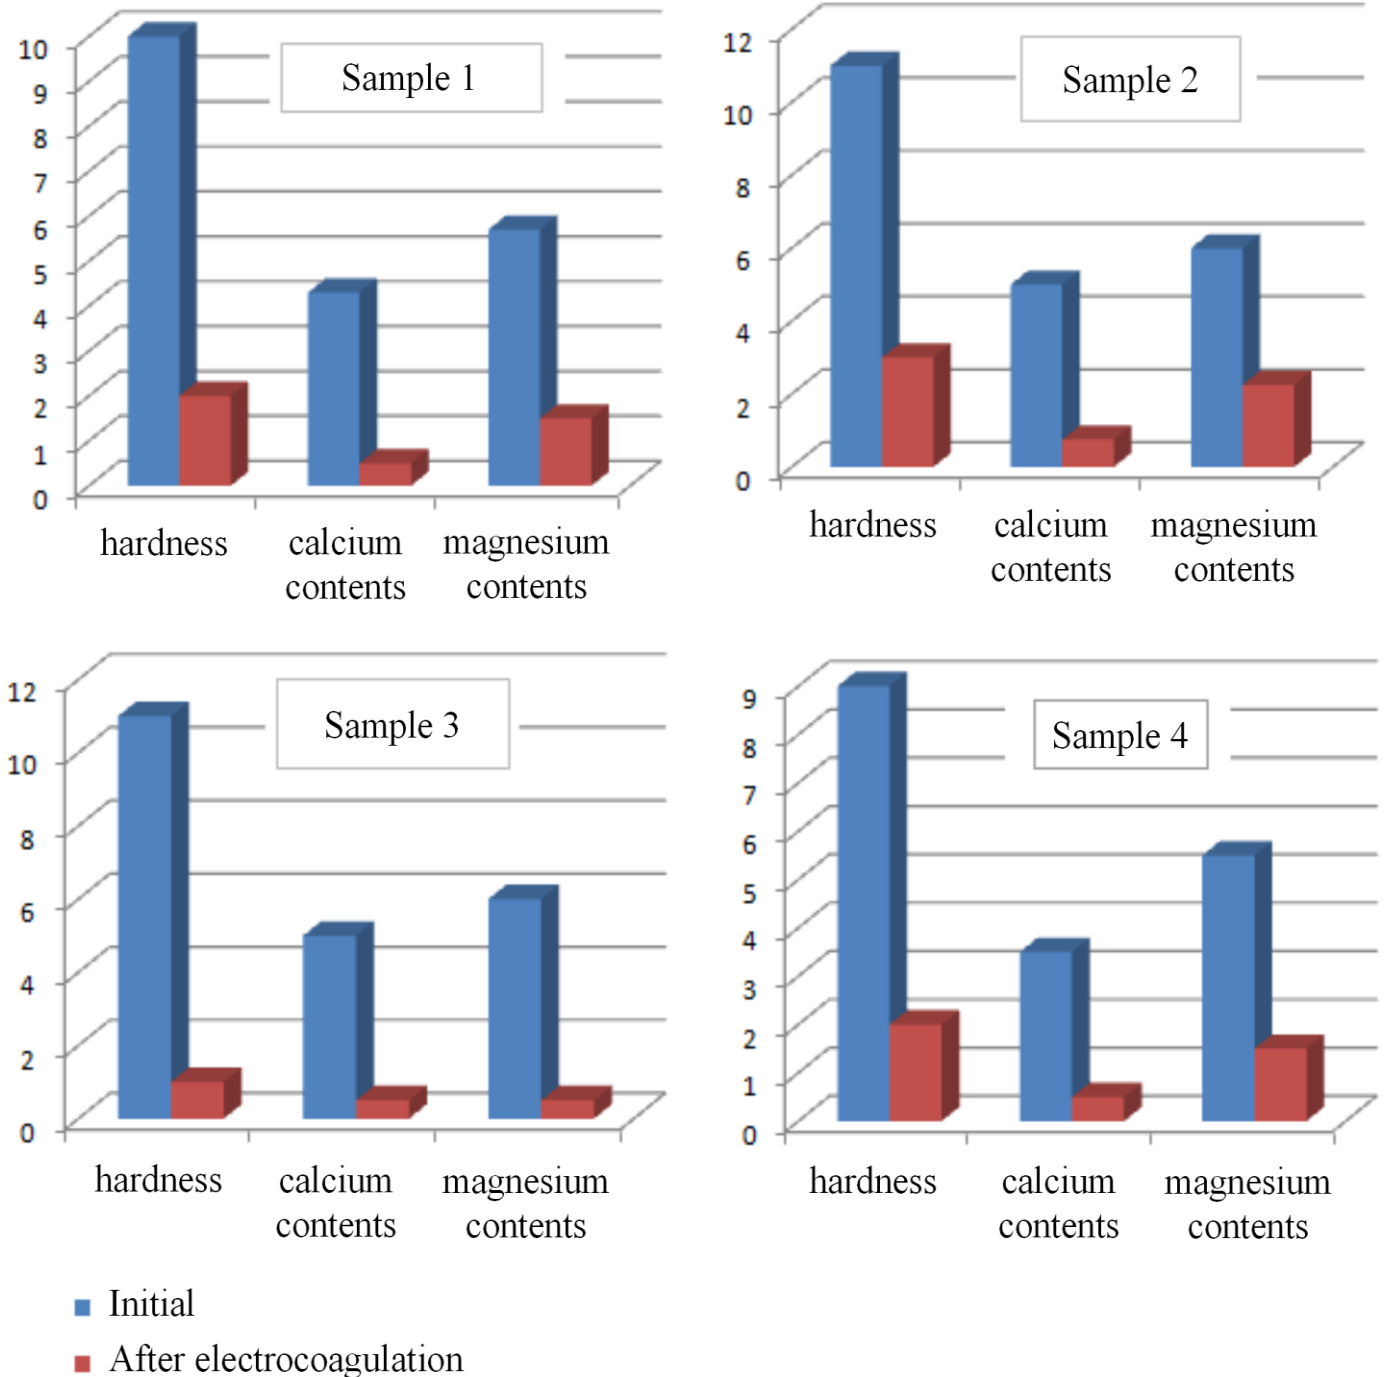 Sample 1
10
9
8
7
6
5
4
3
2
1
0
hardness
calcium
contents
magnesium
contents
Sample 2
12
10
8
6
4
2
0
hardness
calcium
contents
magnesium
contents
Sample 3
12
10
8
6
4
2
0
hardness
calcium
contents
magnesium
contents
Sample 4
9
8
7
6
5
4
3
2
1
0
hardness
calcium
contents
magnesium
contents
Initial
After electrocoagulation